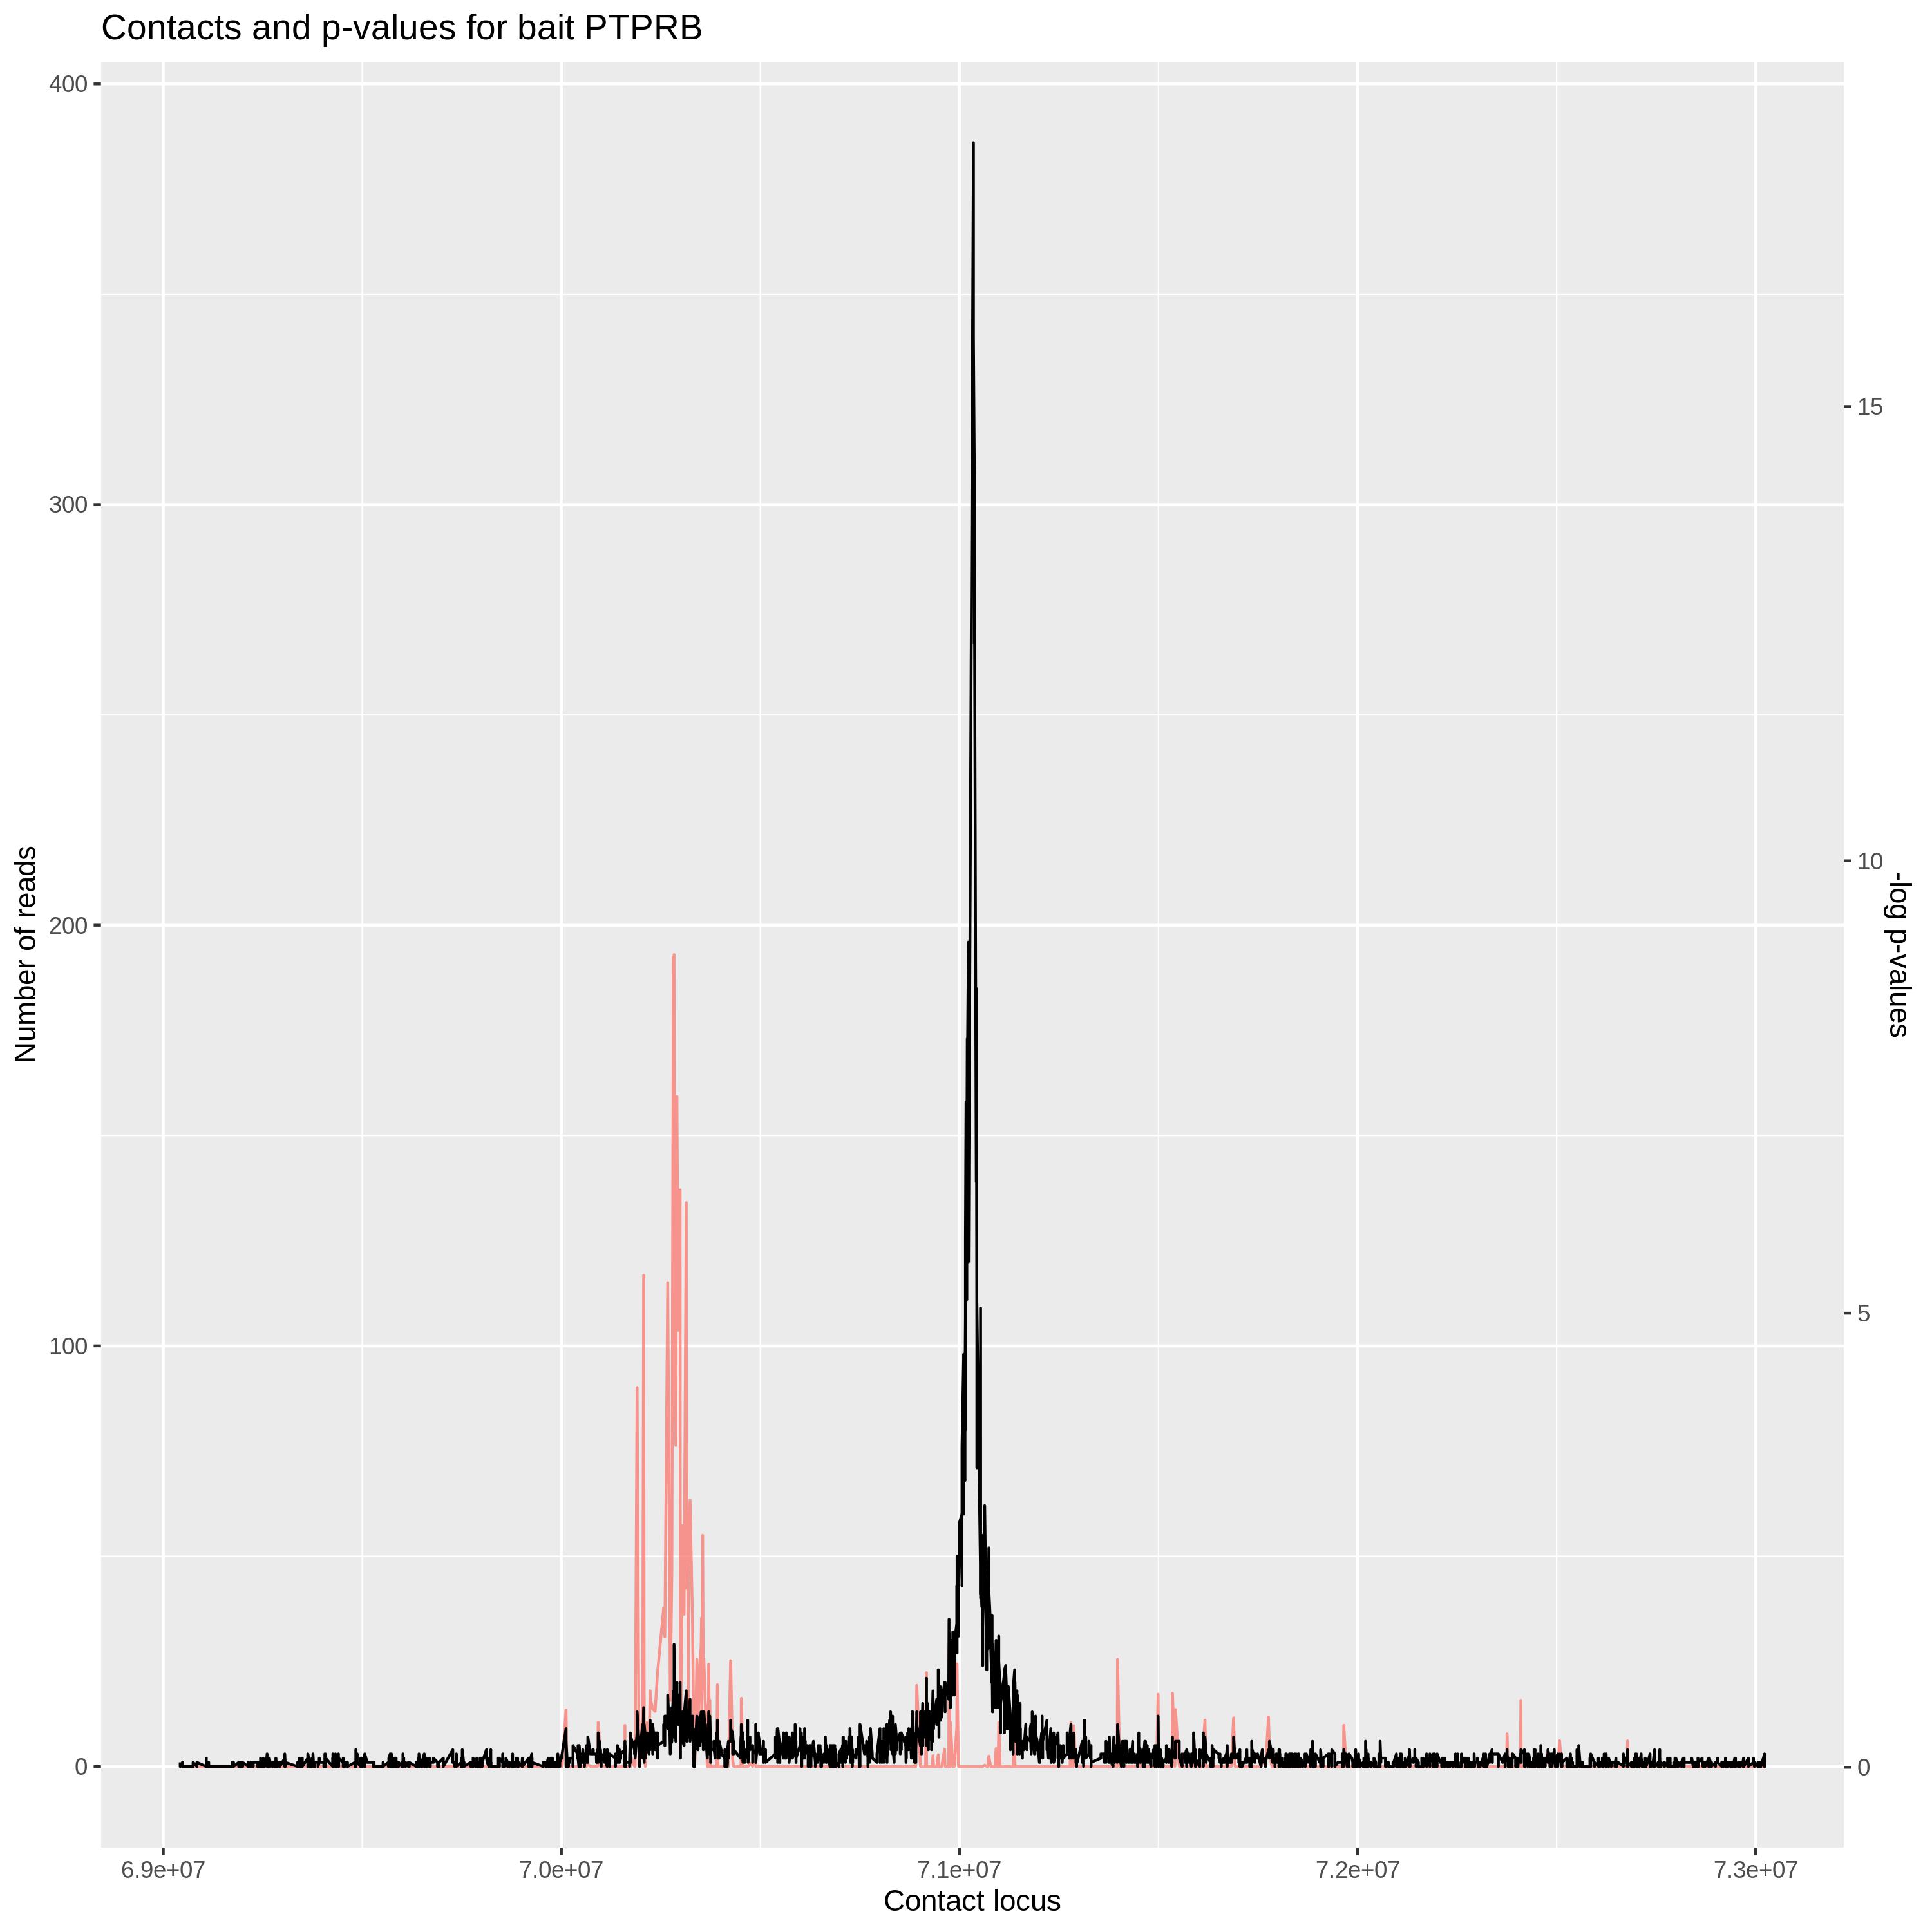 Contacts and p-values for bait PTPRB
400
300
200
100
0
Number of reads
15
10
5
0
-log p-values
6.9e+07 7.0e+07 7.1e+07 7.2e+07 7.3e+07
Contact locus